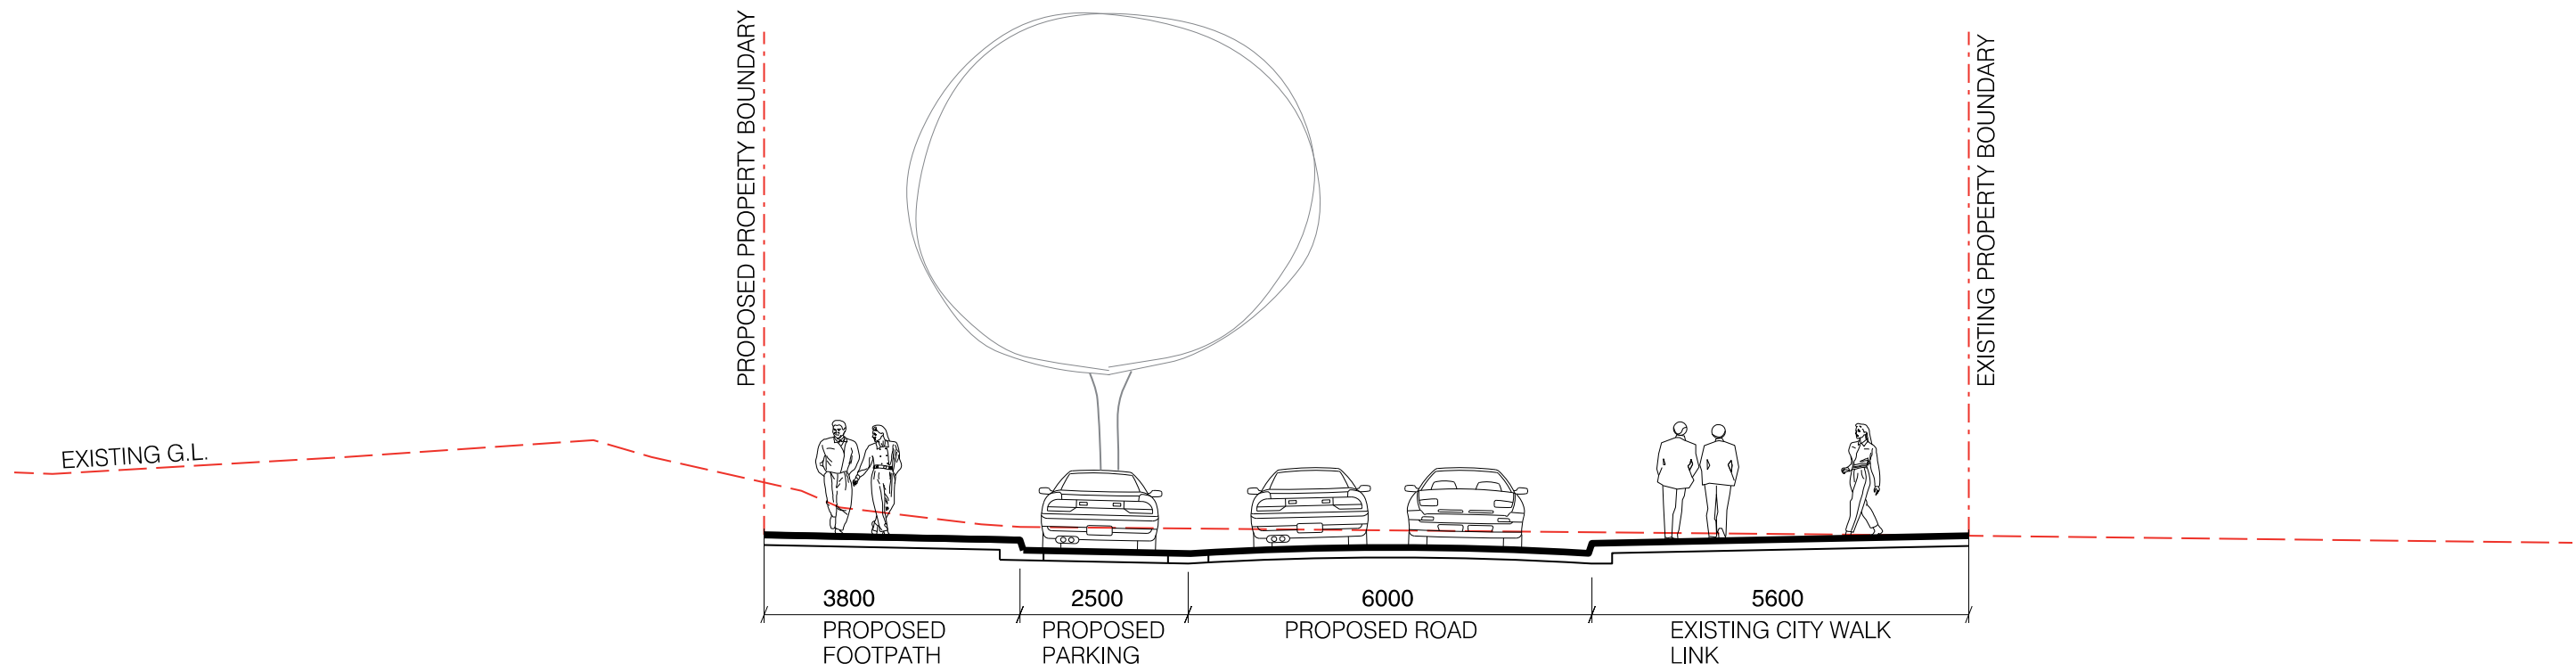 PROPOSED PROPERTY BOUNDARY
EXISTING PROPERTY BOUNDARY
EXISTING G.L.
3800
2500
6000
5600
PROPOSED
FOOTPATH
PROPOSED
PARKING
PROPOSED ROAD
EXISTING CITY WALK
LINK